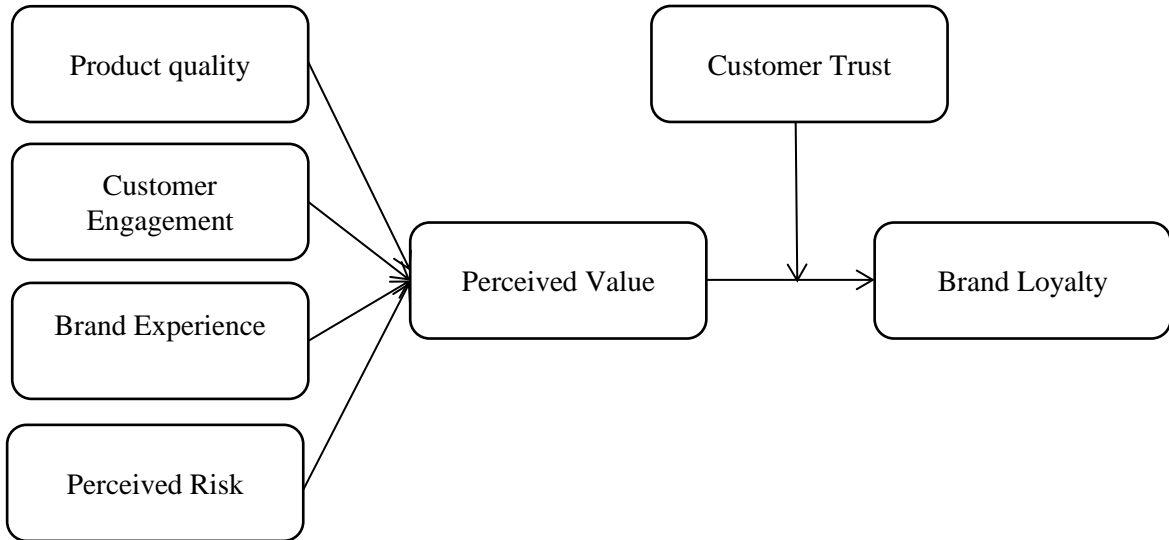 Product quality
Customer Trust
Customer
Engagement
Perceived Value
Brand Loyalty
Brand Experience
Perceived Risk